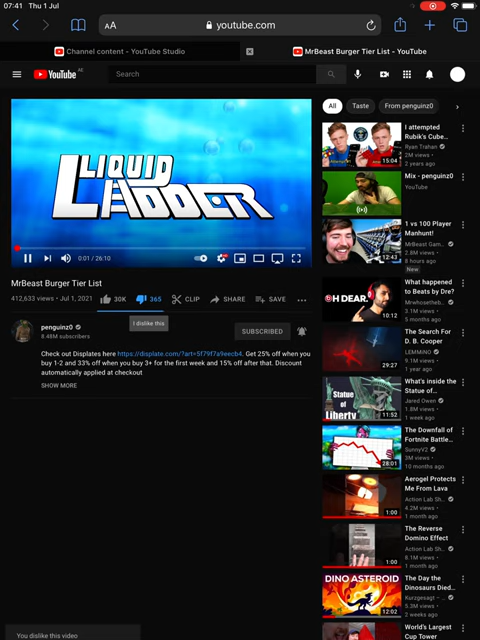 07:41 Thu 1 Jul
AA
youtube.com
Channel content - YouTube Studio
MrBeast Burger Tier List - YouTube
YouTube
Search
LIQUID
LADDER
0:01 / 26:10
MrBeast Burger Tier List
412,633 views • Jul 1, 2021
30K
365
CLIP
SHARE
SAVE
I dislike this
penguinz0
8.48M subscribers
SUBSCRIBED
Check out Displates here https://displate.com/?art=5f79f7a9eecb4. Get 25% off when you
buy 1-2 and 33% off when you buy 3+ for the first week and 15% off after that. Discount
automatically applied at checkout
SHOW MORE
You dislike this video
All
Taste
From penguinz0
15:04
I attempted
Rubik's Cube...
Ryan Trahan
2M views •
2 years ago
Mix - penguinz0
YouTube
12:43
1 vs 100 Player
Manhunt!
MrBeast Gam...
2.8M views •
8 hours ago
New
OH DEAR.
10:12
What happened
to Beats by Dre?
Mrwhosetheb...
3.1M views •
5 months ago
29:27
The Search For
D. B. Cooper
LEMMiNO
9.1M views •
1 year ago
Statue
of
Liberty
11:52
What's inside the
Statue of...
Jared Owen
1.8M views •
1 week ago
28:01
The Downfall of
Fortnite Battle...
SunnyV2
3M views •
10 months ago
1:00
Aerogel Protects
Me From Lava
Action Lab Sh...
4.2M views •
1 month ago
1:00
The Reverse
Domino Effect
Action Lab Sh...
8.1M views •
1 month ago
DINO ASTEROID
12:02
The Day the
Dinosaurs Died...
Kurzgesagt - ...
5.3M views •
2 weeks ago
World's Largest
Cup Tower